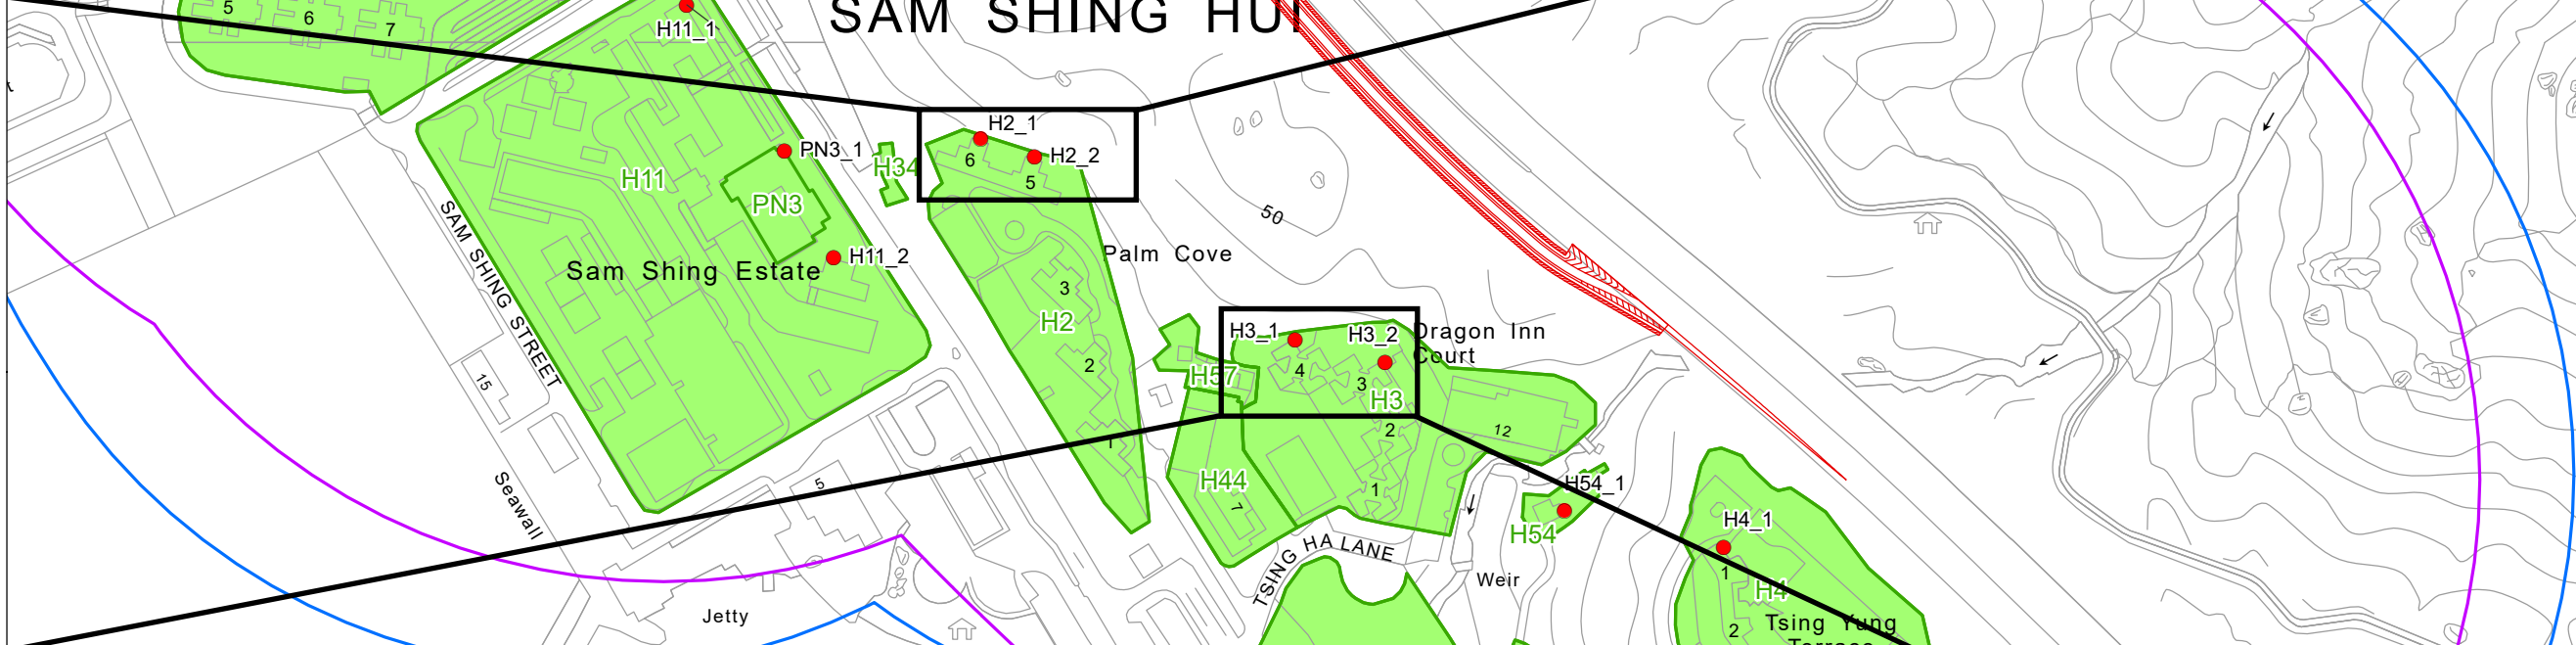 SAM SHING HUI
5
6
7
H11_1
H2_1
PN3_1
H2_2
H34
6
5
H11
PN3
50
SAM SHING STREET
H11_2
Palm Cove
Sam Shing Estate
3
H2
H3_1
H3_2
Dragon Inn
Court
2
H57
4
3
15
H3
1
2
12
H44
5
H54_1
1
7
Seawall
H54
H4_1
TSING HA LANE
Weir
1
H4
Jetty
Tsing Yung
2
Terrace